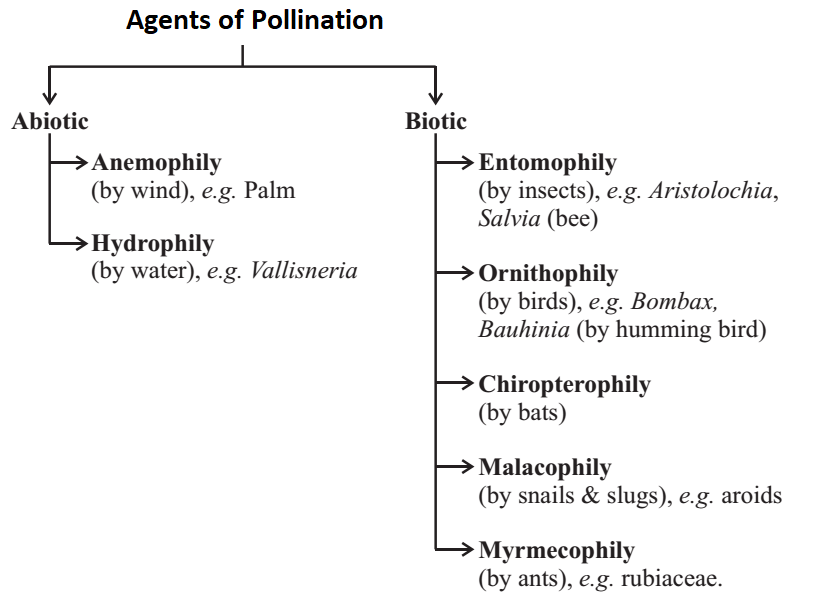 Agents of Pollination
Abiotic
Anemophily
(by wind), e.g. Palm
Hydrophily
(by water), e.g. Vallisneria
Biotic
Entomophily
(by insects), e.g. Aristolochia,
Salvia (bee)
Ornithophily
(by birds), e.g. Bombax,
Bauhinia (by humming bird)
Chiropterophily
(by bats)
Malacophily
(by snails & slugs), e.g. aroids
Myrmecophily
(by ants), e.g. rubiaceae.